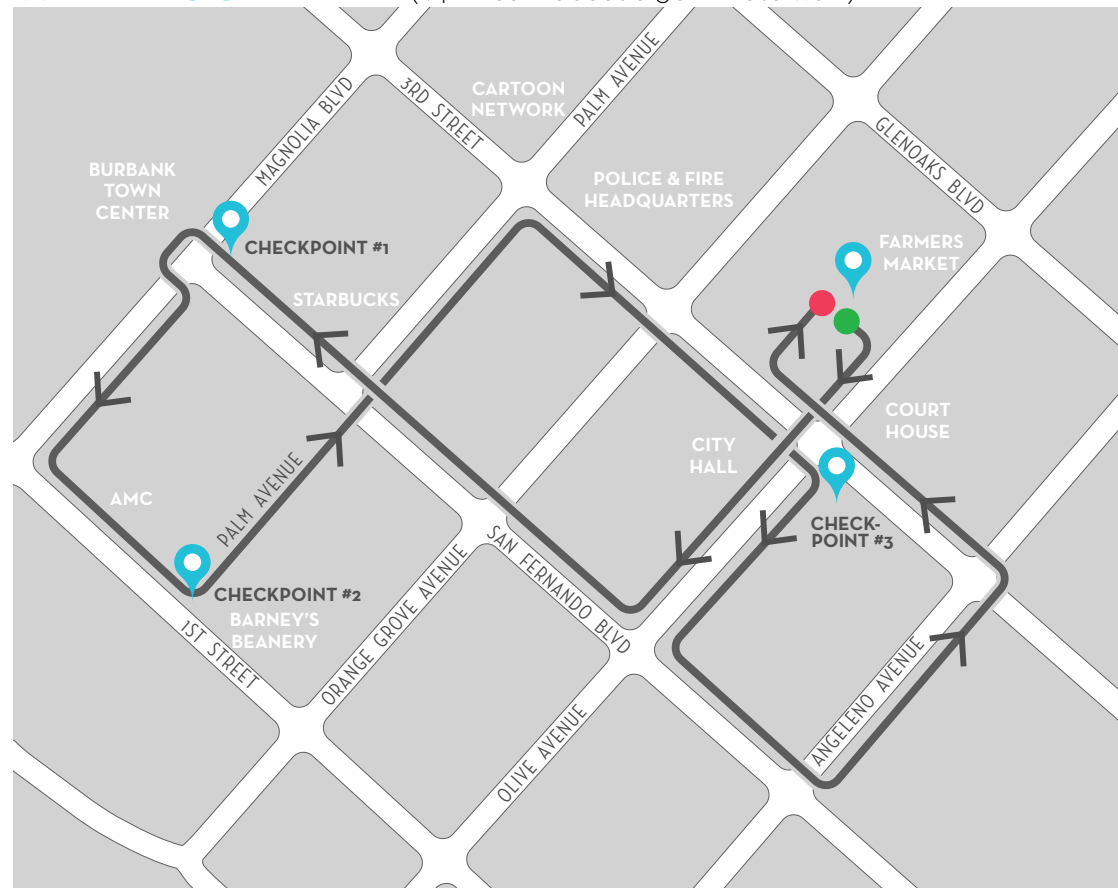 MAGNOLIA BLVD
3RD STREET
CARTOON
NETWORK
PALM AVENUE
GLENOAKS BLVD
BURBANK
TOWN
CENTER
POLICE & FIRE
HEADQUARTERS
CHECKPOINT #1
FARMERS
MARKET
STARBUCKS
COURT
HOUSE
CITY
HALL
AMC
PALM AVENUE
CHECK-
POINT #3
CHECKPOINT #2
BARNEY'S
BEANERY
SAN FERNANDO BLVD
ORANGE GROVE AVENUE
1ST STREET
ANGELENO AVENUE
OLIVE AVENUE